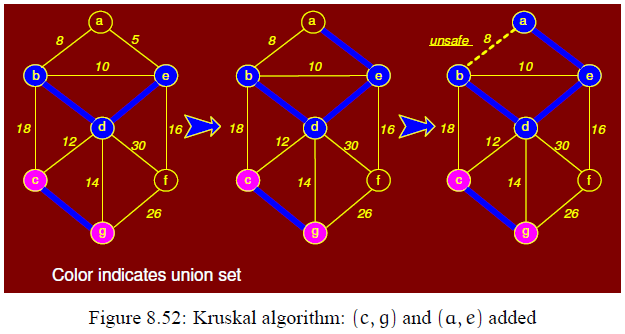 a a a
8 5 8 unsafe 8
10 10 10
b e b e b e
18 12 d 30 16 18 12 d 30 16 18 12 d 30 16
14 14 14
c f c f c f
26 26 26
g g g
Color indicates union set
Figure 8.52: Kruskal algorithm: (c, g) and (a, e) added